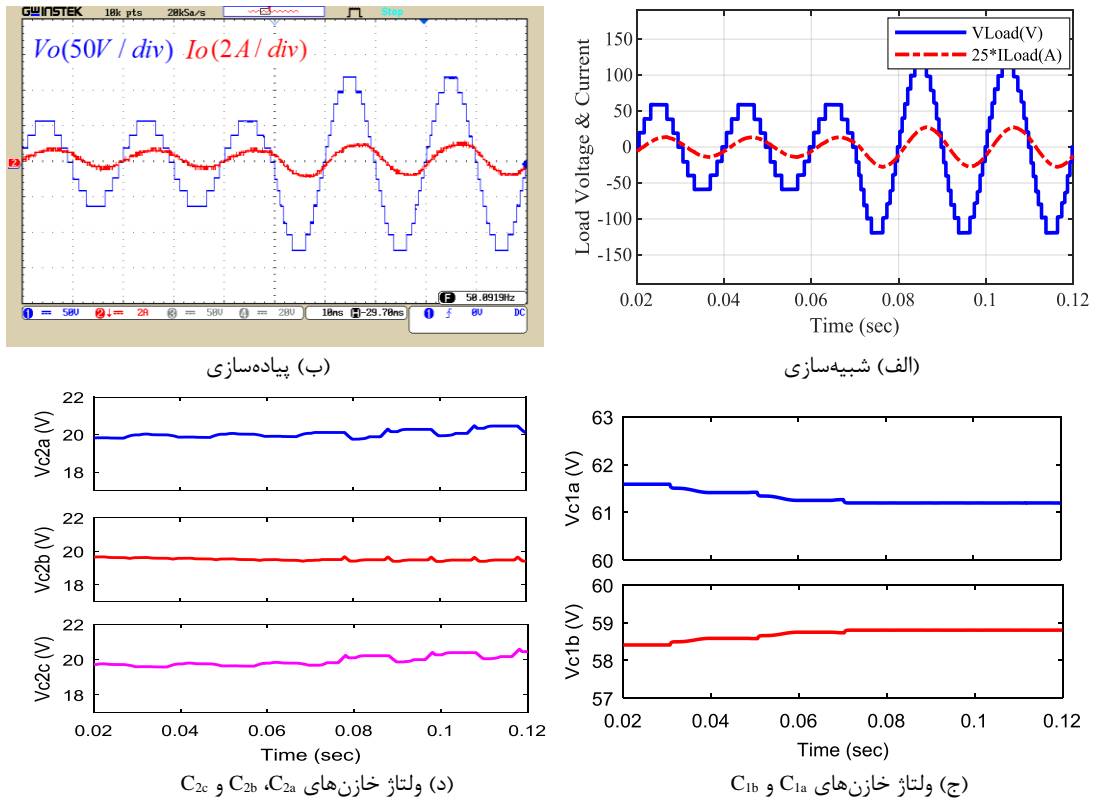 GWINSTEK 10k pts 20kSa/s Stop
Vo(50V / div) Io(2A / div)
2
F 50.0919Hz
1 50V 2 2A 3 50V 4 20V 10ms H -29.70ms 1 0V DC
(ب) پیاده‌سازی
VLoad(V)
25*ILoad(A)
Load Voltage & Current
150
100
50
0
-50
-100
-150
0.02 0.04 0.06 0.08 0.1 0.12
Time (sec)
(الف) شبیه‌سازی
Vc2a (V)
22
20
18
Vc2b (V)
22
20
18
Vc2c (V)
22
20
18
0.02 0.04 0.06 0.08 0.1 0.12
Time (sec)
(د) ولتاژ خازن‌های C2a، C2b و C2c
Vc1a (V)
63
62
61
60
Vc1b (V)
60
59
58
57
0.02 0.04 0.06 0.08 0.1 0.12
Time (sec)
(ج) ولتاژ خازن‌های C1a و C1b